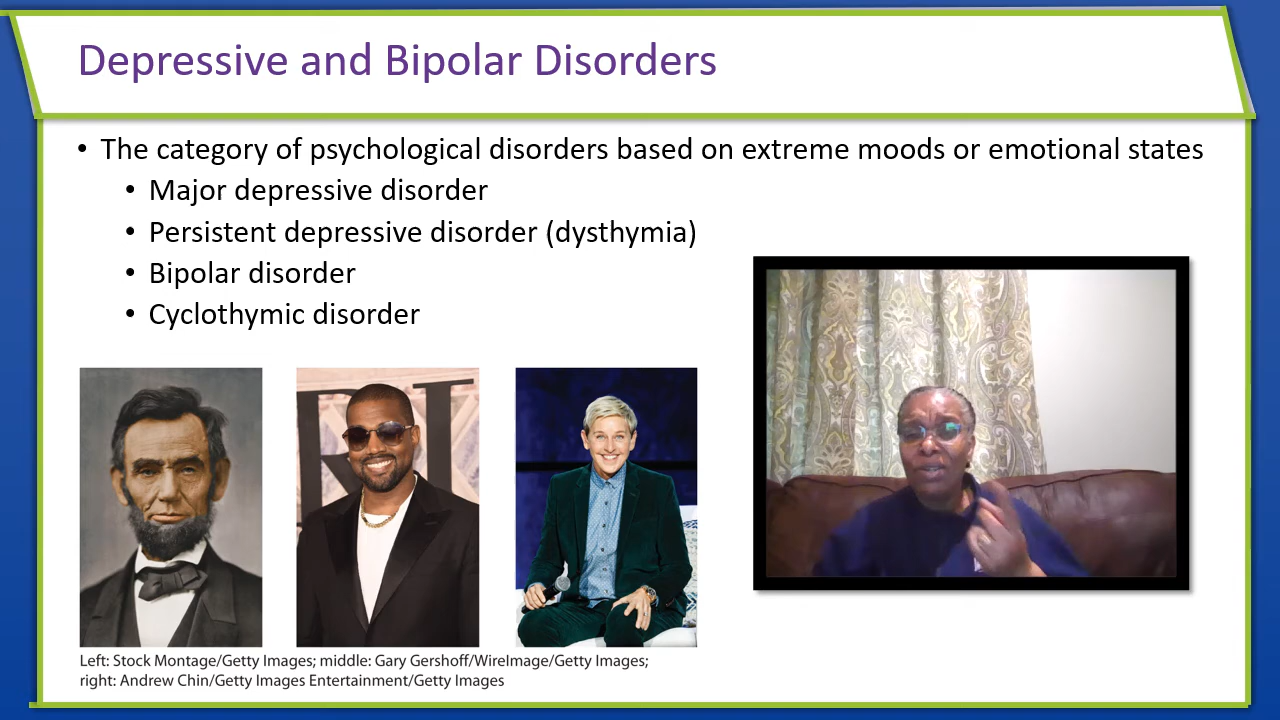 Depressive and Bipolar Disorders
• The category of psychological disorders based on extreme moods or emotional states
• Major depressive disorder
• Persistent depressive disorder (dysthymia)
• Bipolar disorder
• Cyclothymic disorder
Left: Stock Montage/Getty Images; middle: Gary Gershoff/WireImage/Getty Images;
right: Andrew Chin/Getty Images Entertainment/Getty Images